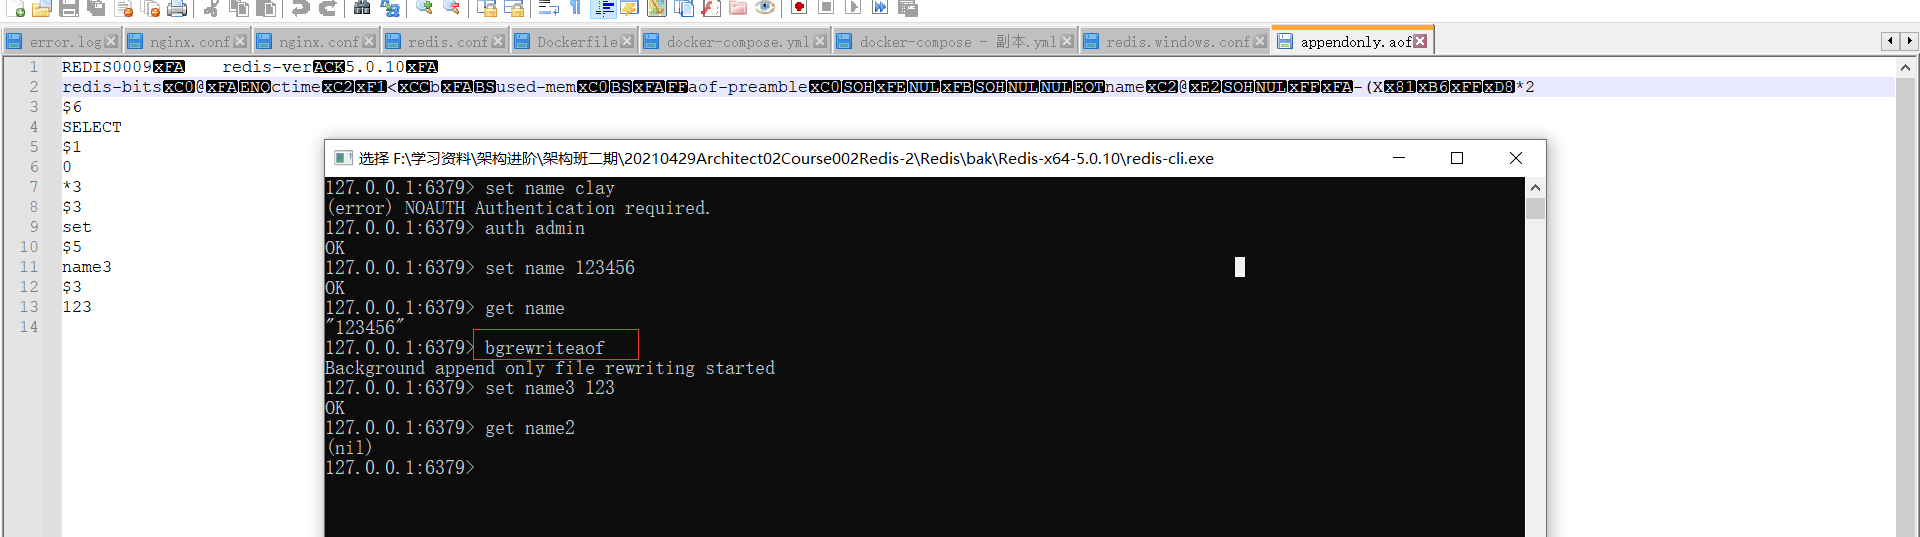 error.log nginx.conf nginx.conf redis.conf Dockerfile docker-compose.yml docker-compose - 副本.yml redis.windows.conf appendonly.aof
1 REDIS0009xFA redis-verACK5.0.10xFA
2 redis-bitsxC0@xFAENQctimexC2xF1<xCCbxFABSused-memxC0BSxFAFFaof-preamblexC0SOHxFENULxFBSOHNULNULEOTnamexC2@xE2SOHNULxFFxFA-(Xx81xB6xFFxD8*2
3 $6
4 SELECT
5 $1
6 0
7 *3
8 $3
9 set
10 $5
11 name3
12 $3
13 123
14
选择 F:\学习资料\架构进阶\架构班二期\20210429Architect02Course002Redis-2\Redis\bak\Redis-x64-5.0.10\redis-cli.exe
127.0.0.1:6379> set name clay
(error) NOAUTH Authentication required.
127.0.0.1:6379> auth admin
OK
127.0.0.1:6379> set name 123456
OK
127.0.0.1:6379> get name
"123456"
127.0.0.1:6379> bgrewriteaof
Background append only file rewriting started
127.0.0.1:6379> set name3 123
OK
127.0.0.1:6379> get name2
(nil)
127.0.0.1:6379>